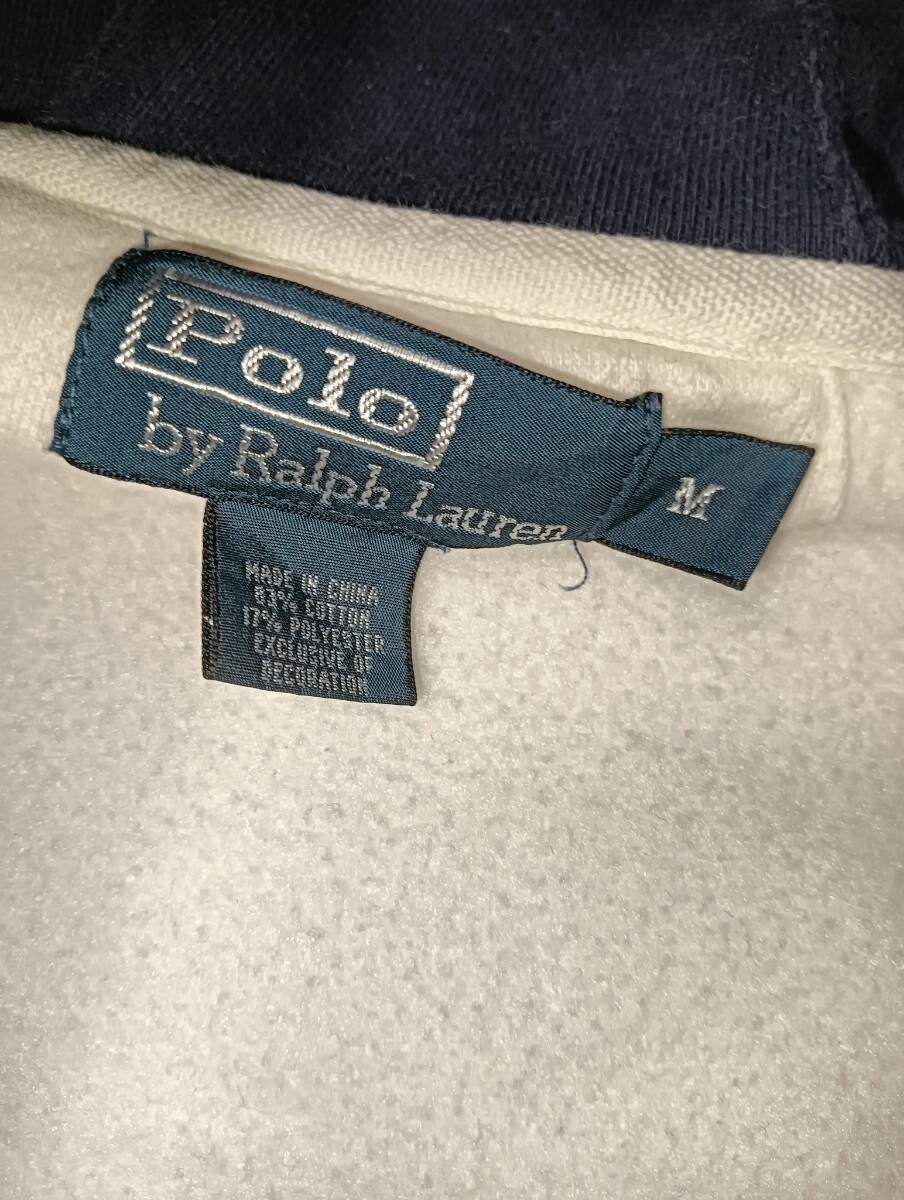 Polo
by Ralph Lauren
M
MADE IN CHINA
83% COTTON
17% POLYESTER
EXCLUSIVE OF
DECORATION